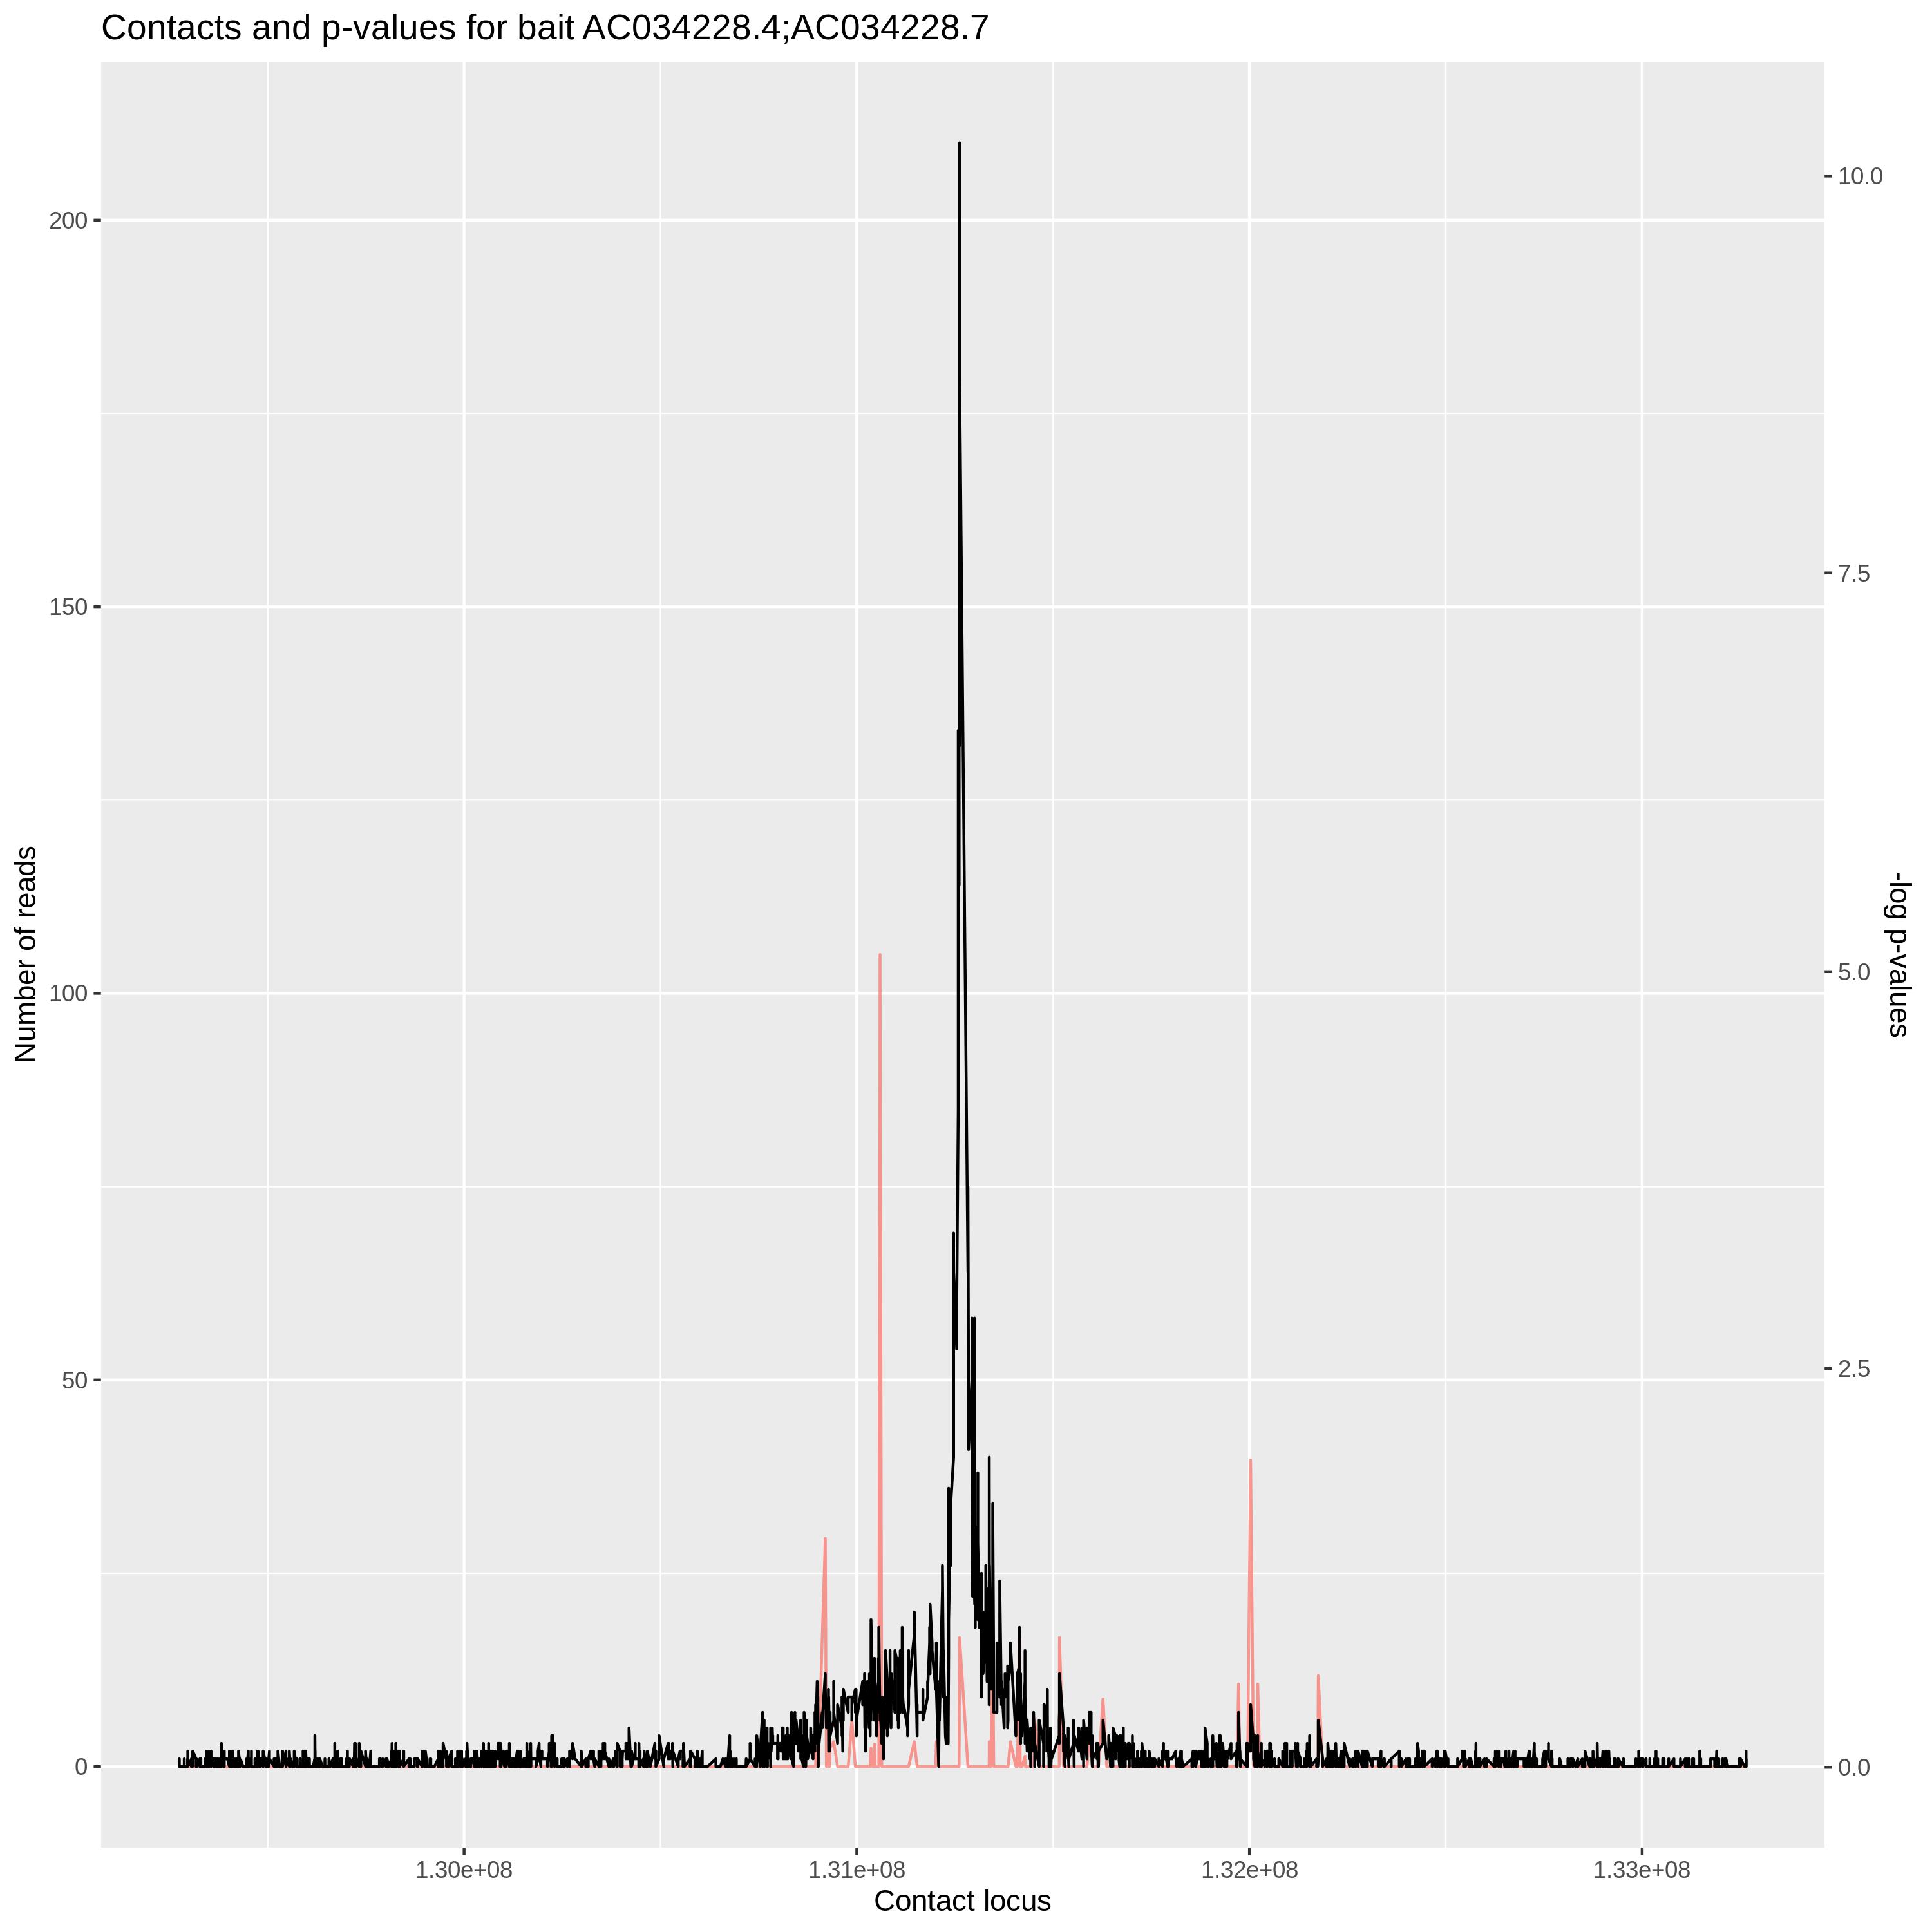 Contacts and p-values for bait AC034228.4;AC034228.7
200
150
100
50
0
Number of reads
10.0
7.5
5.0
2.5
0.0
-log p-values
1.30e+08
1.31e+08
1.32e+08
1.33e+08
Contact locus